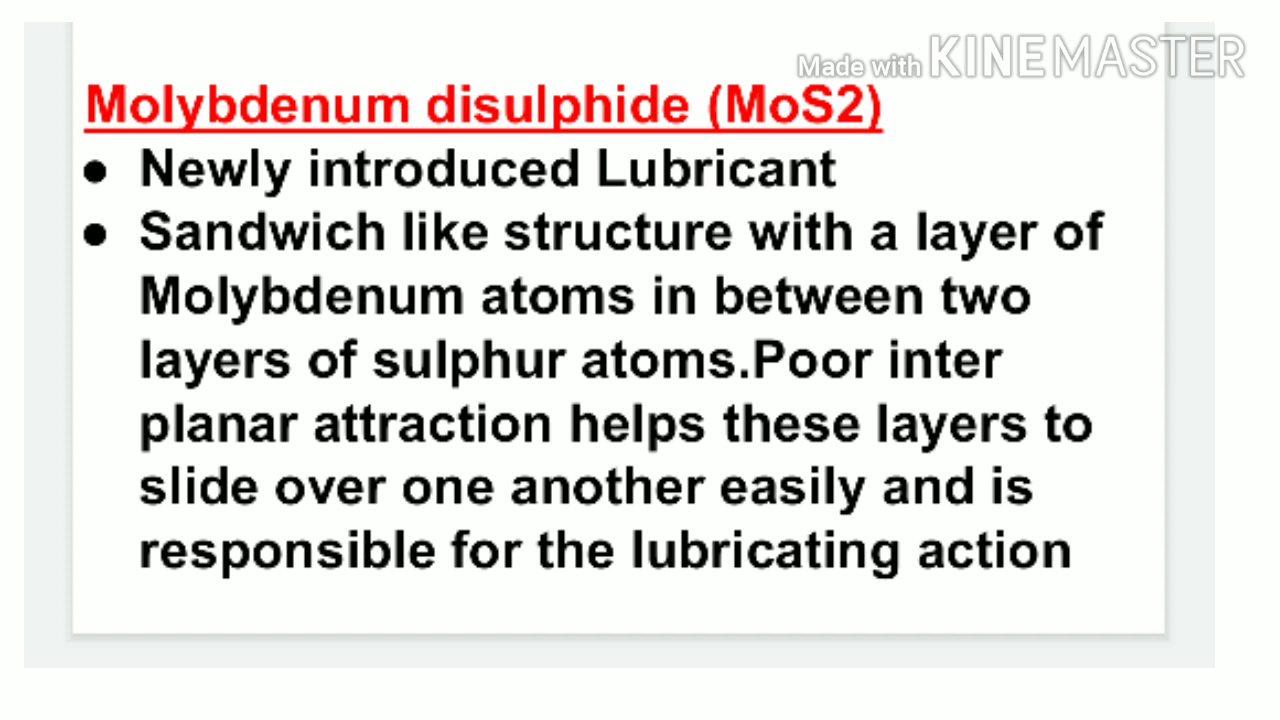 Made with KINEMASTER
Molybdenum disulphide (MoS2)
● Newly introduced Lubricant
● Sandwich like structure with a layer of
Molybdenum atoms in between two
layers of sulphur atoms.Poor inter
planar attraction helps these layers to
slide over one another easily and is
responsible for the lubricating action